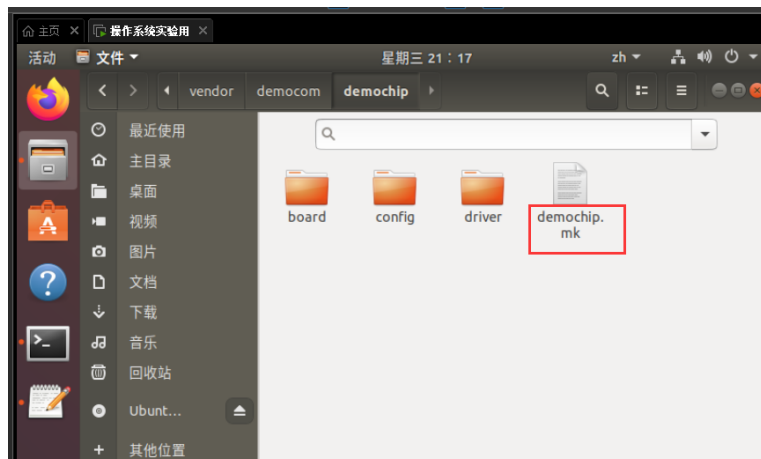 主页 × 操作系统实验用 ×
活动 文件 星期三 21：17 zh
vendor democom demochip
最近使用
主目录
桌面
视频
图片
文档
下载
音乐
回收站
Ubunt...
其他位置
board config driver demochip.
mk